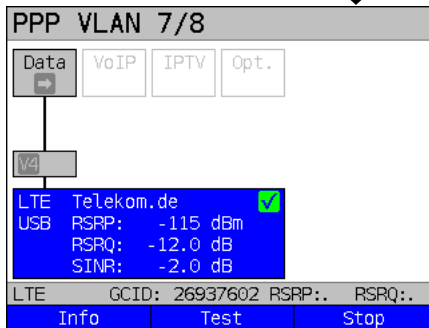 PPP VLAN 7/8
Data VoIP IPTV Opt.
V4
LTE Telekom.de
USB RSRP: -115 dBm
RSRQ: -12.0 dB
SINR: -2.0 dB
LTE GCID: 26937602 RSRP:. RSRQ:.
Info Test Stop